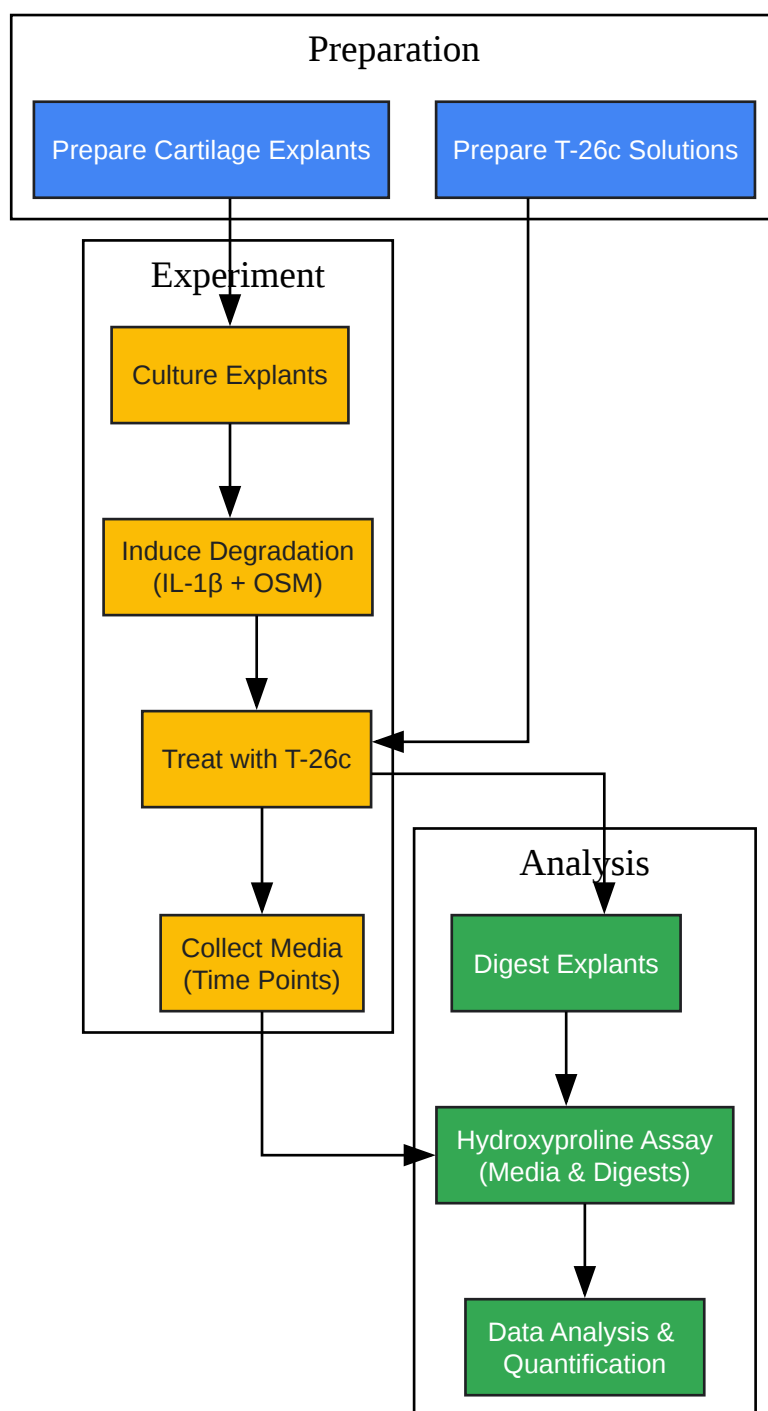 Preparation
Prepare Cartilage Explants
Prepare T-26c Solutions
Experiment
Culture Explants
Induce Degradation
(IL-1β + OSM)
Treat with T-26c
Collect Media
(Time Points)
Analysis
Digest Explants
Hydroxyproline Assay
(Media & Digests)
Data Analysis &
Quantification